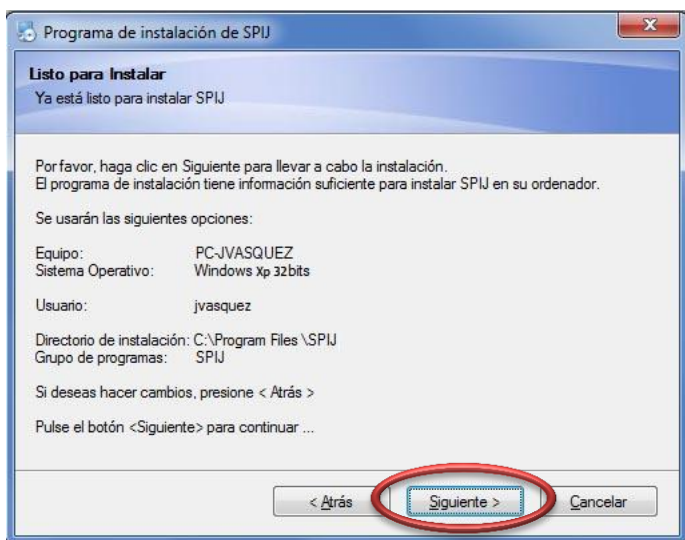 Programa de instalación de SPIJ
Listo para Instalar
Ya está listo para instalar SPIJ
Por favor, haga clic en Siguiente para llevar a cabo la instalación.
El programa de instalación tiene información suficiente para instalar SPIJ en su ordenador.
Se usarán las siguientes opciones:
Equipo: PC-JVASQUEZ
Sistema Operativo: Windows Xp 32bits
Usuario: jvasquez
Directorio de instalación: C:\Program Files \SPIJ
Grupo de programas: SPIJ
Si deseas hacer cambios, presione < Atrás >
Pulse el botón <Siguiente> para continuar ...
< Atrás Siguiente > Cancelar